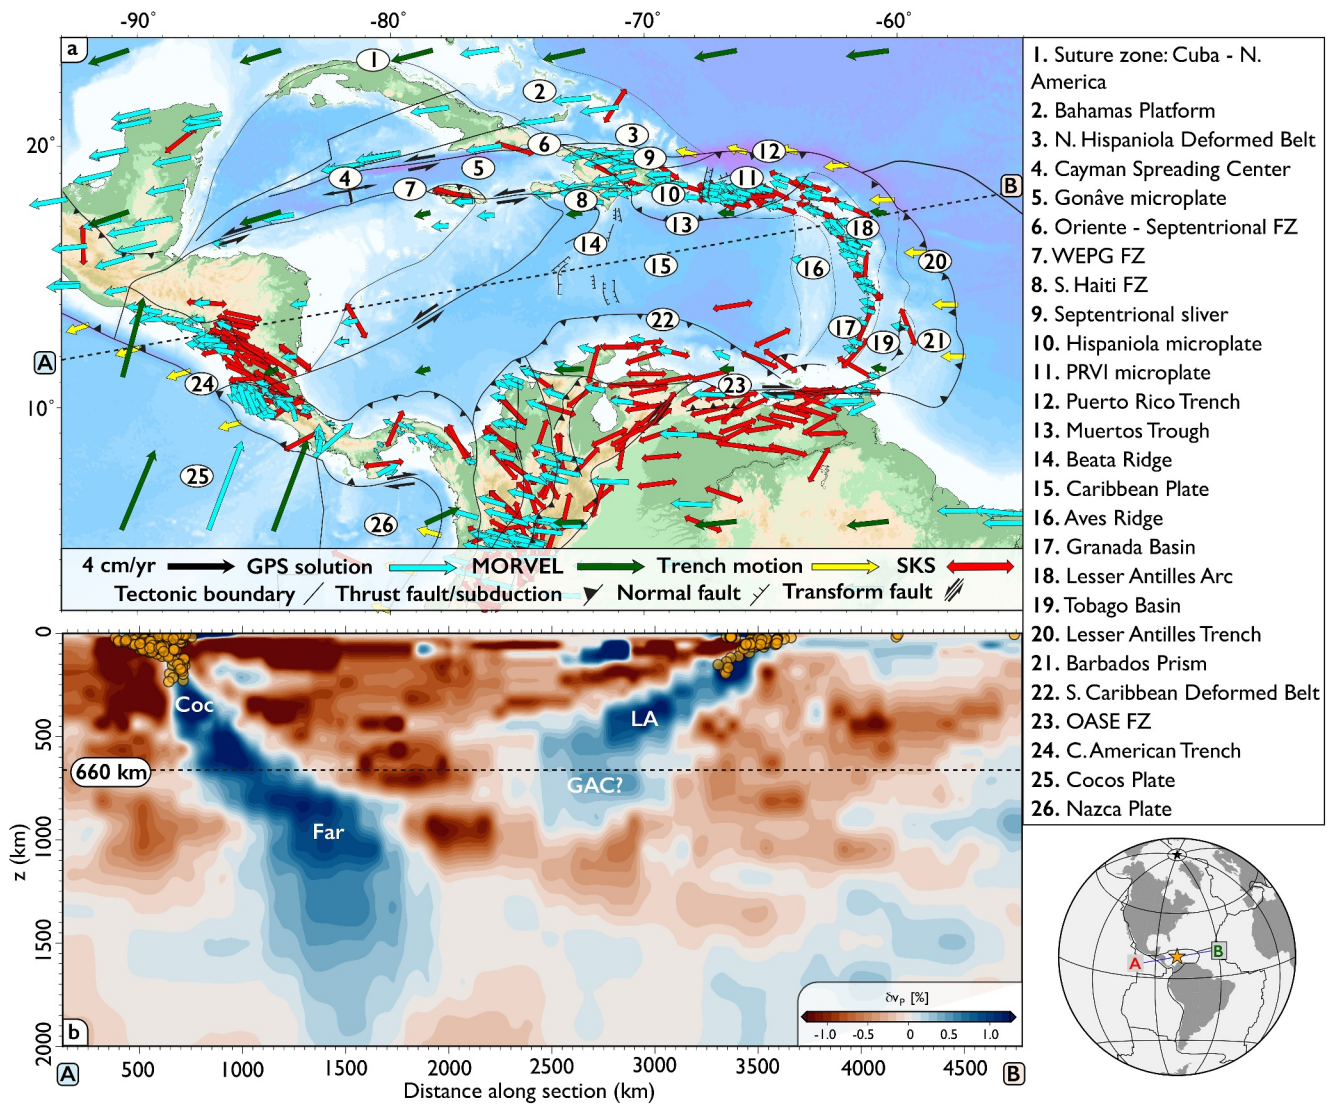 -90° -80° -70° -60°
a
20°
10°
A
B
1
2
3
4
5
6
7
8
9
10
11
12
13
14
15
16
17
18
19
20
21
22
23
24
25
26
4 cm/yr GPS solution MORVEL Trench motion SKS
Tectonic boundary Thrust fault/subduction Normal fault Transform fault
1. Suture zone: Cuba - N.
America
2. Bahamas Platform
3. N. Hispaniola Deformed Belt
4. Cayman Spreading Center
5. Gonâve microplate
6. Oriente - Septentrional FZ
7. WEPG FZ
8. S. Haiti FZ
9. Septentrional sliver
10. Hispaniola microplate
11. PRVI microplate
12. Puerto Rico Trench
13. Muertos Trough
14. Beata Ridge
15. Caribbean Plate
16. Aves Ridge
17. Granada Basin
18. Lesser Antilles Arc
19. Tobago Basin
20. Lesser Antilles Trench
21. Barbados Prism
22. S. Caribbean Deformed Belt
23. OASE FZ
24. C. American Trench
25. Cocos Plate
26. Nazca Plate
0
500
1000
1500
2000
z (km)
Coc
LA
660 km
GAC?
Far
δvP [%]
-1.0 -0.5 0 0.5 1.0
b
500 1000 1500 2000 2500 3000 3500 4000 4500
A
Distance along section (km)
B
A
B